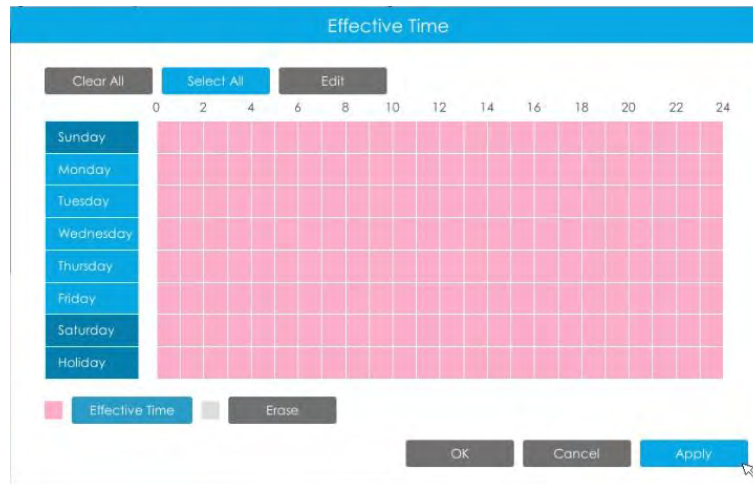 Effective Time
Clear All Select All Edit
0 2 4 6 8 10 12 14 16 18 20 22 24
Sunday
Monday
Tuesday
Wednesday
Thursday
Friday
Saturday
Holiday
Effective Time Erase
OK Cancel Apply